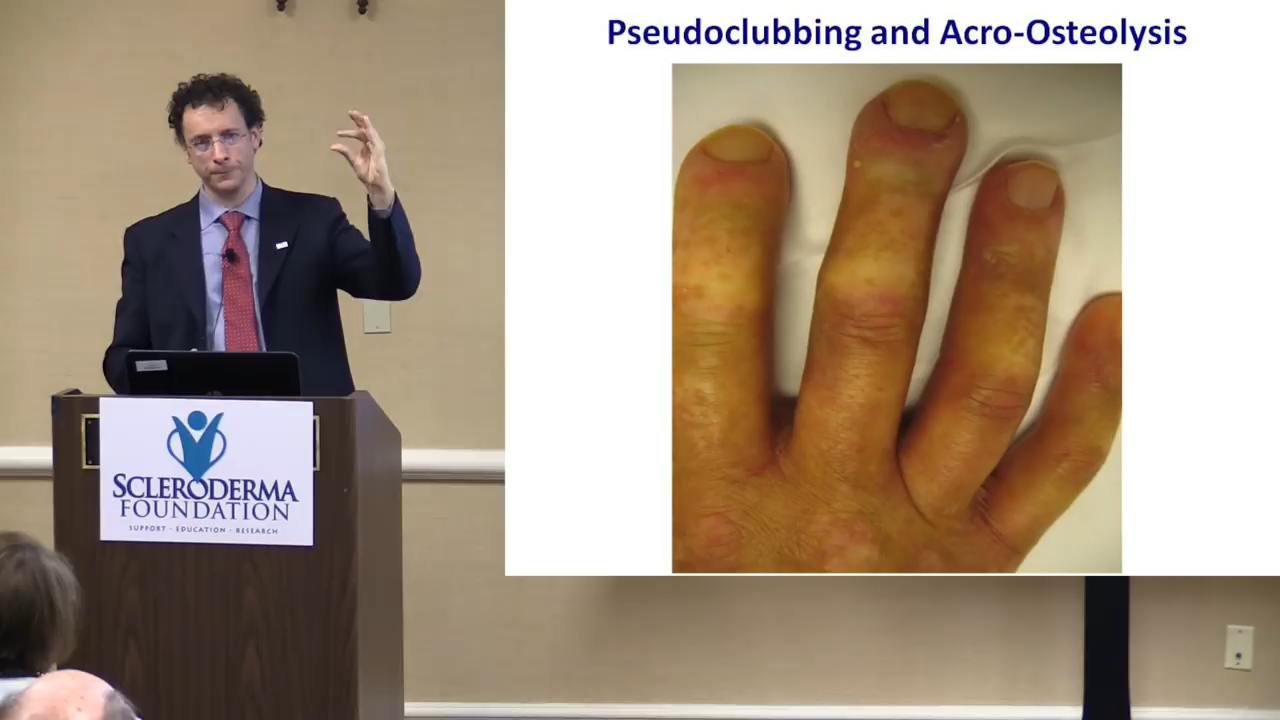 Pseudoclubbing and Acro-Osteolysis
SCLERODERMA
FOUNDATION
SUPPORT · EDUCATION · RESEARCH